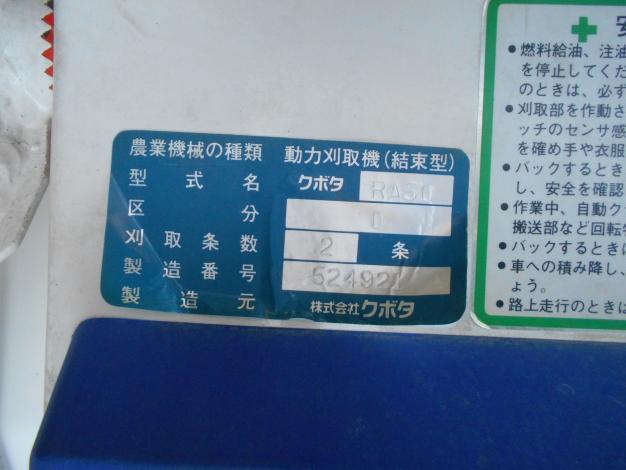 農業機械の種類 動力刈取機(結束型)
型式名 クボタ RA50
区分
刈取条数 2 条
製造番号 524921
製造元 株式会社クボタ
●燃料給油、注油
を停止してくだ
のときは、必ず
●刈取部を作動さ
ッチのセンサ感
を確め手や衣服
●バックするとき
し、安全を確認
●作業中、自動ク
搬送部など回転
●バックするときは
●車への積み降し、
ょう。
●路上走行のときは